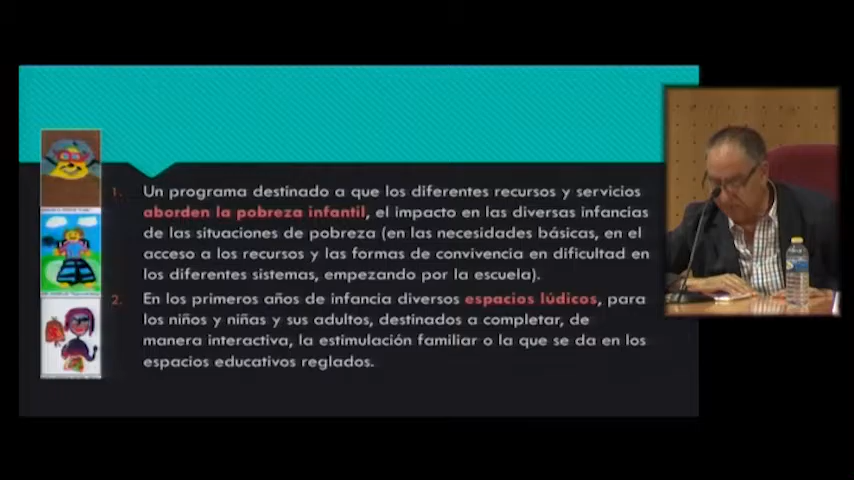 1. Un programa destinado a que los diferentes recursos y servicios
aborden la pobreza infantil, el impacto en las diversas infancias
de las situaciones de pobreza (en las necesidades básicas, en el
acceso a los recursos y las formas de convivencia en dificultad en
los diferentes sistemas, empezando por la escuela).
2. En los primeros años de infancia diversos espacios lúdicos, para
los niños y niñas y sus adultos, destinados a completar, de
manera interactiva, la estimulación familiar o la que se da en los
espacios educativos reglados.